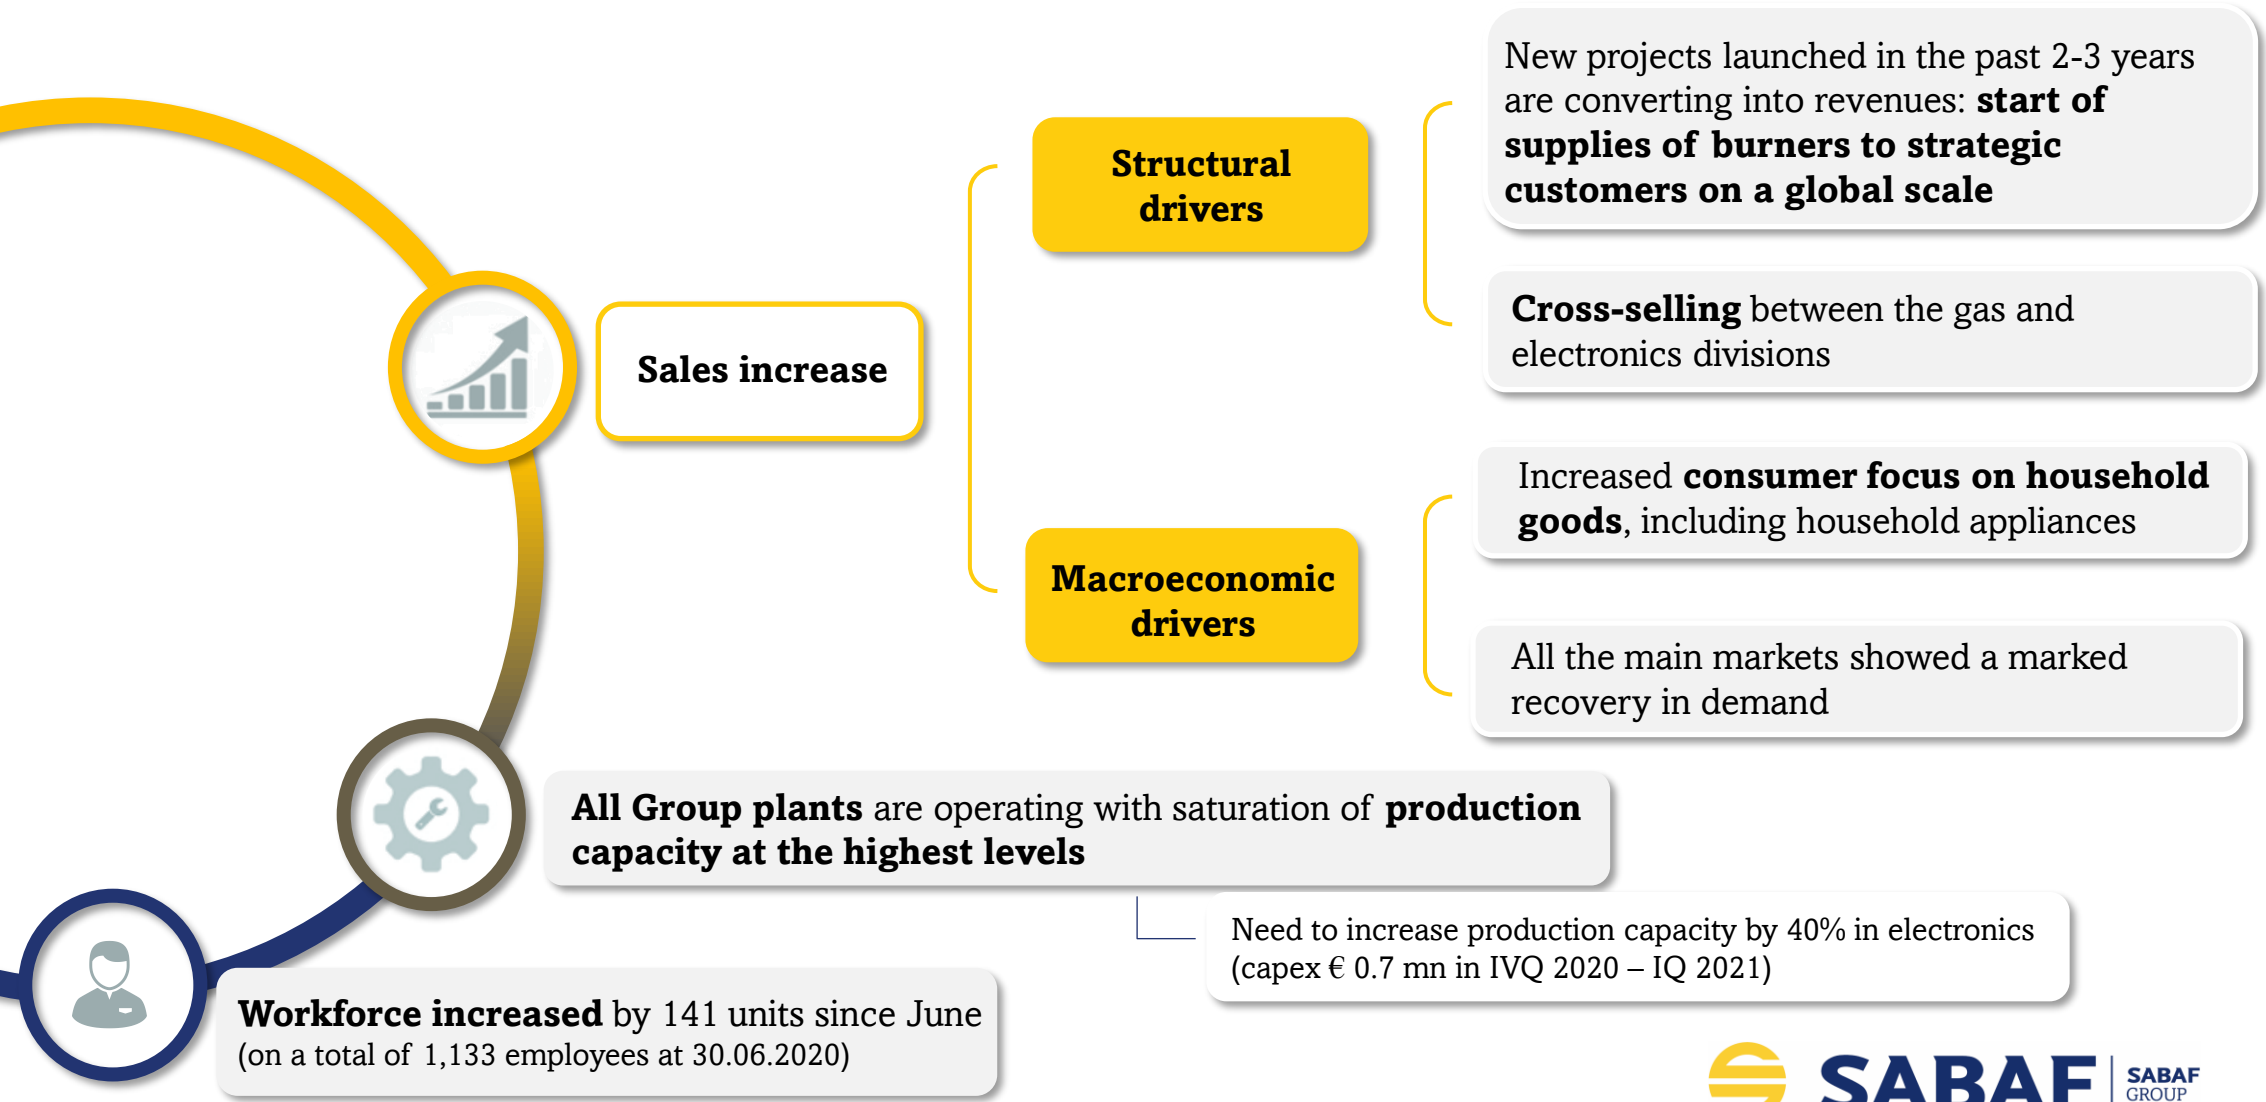 New projects launched in the past 2-3 years
are converting into revenues: start of
supplies of burners to strategic
customers on a global scale
Structural
drivers
Cross-selling between the gas and
electronics divisions
Sales increase
Increased consumer focus on household
goods, including household appliances
Macroeconomic
drivers
All the main markets showed a marked
recovery in demand
All Group plants are operating with saturation of production
capacity at the highest levels
Need to increase production capacity by 40% in electronics
(capex € 0.7 mn in IVQ 2020 – IQ 2021)
Workforce increased by 141 units since June
(on a total of 1,133 employees at 30.06.2020)
SABAF
SABAF
GROUP